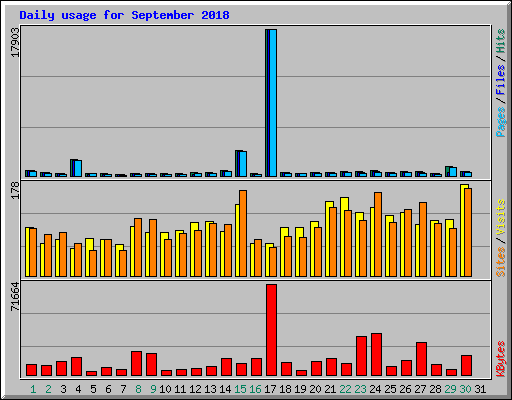 Daily usage for September 2018
17903
Pages / Files / Hits
178
Sites / Visits
71664
KBytes
1 2 3 4 5 6 7 8 9 10 11 12 13 14 15 16 17 18 19 20 21 22 23 24 25 26 27 28 29 30 31